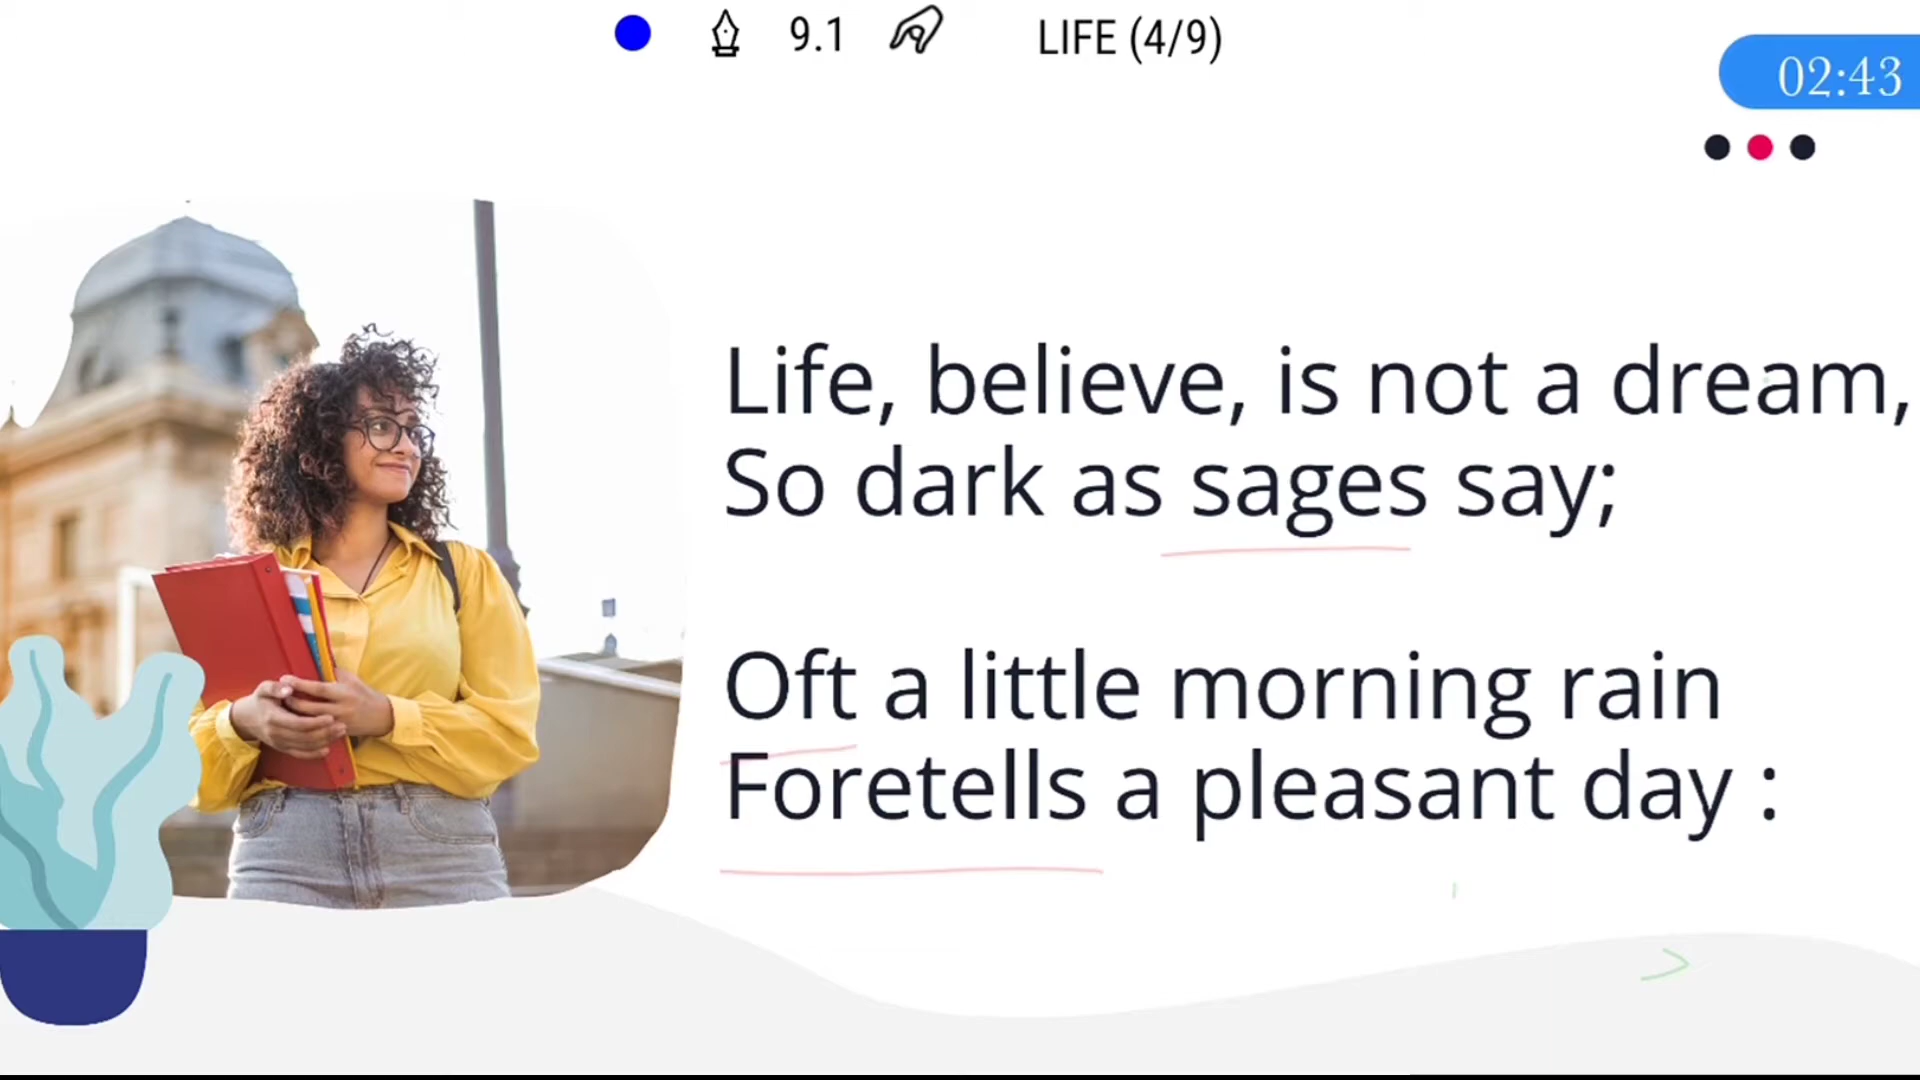 9.1 LIFE (4/9)
02:43
Life, believe, is not a dream,
So dark as sages say;
Oft a little morning rain
Foretells a pleasant day :